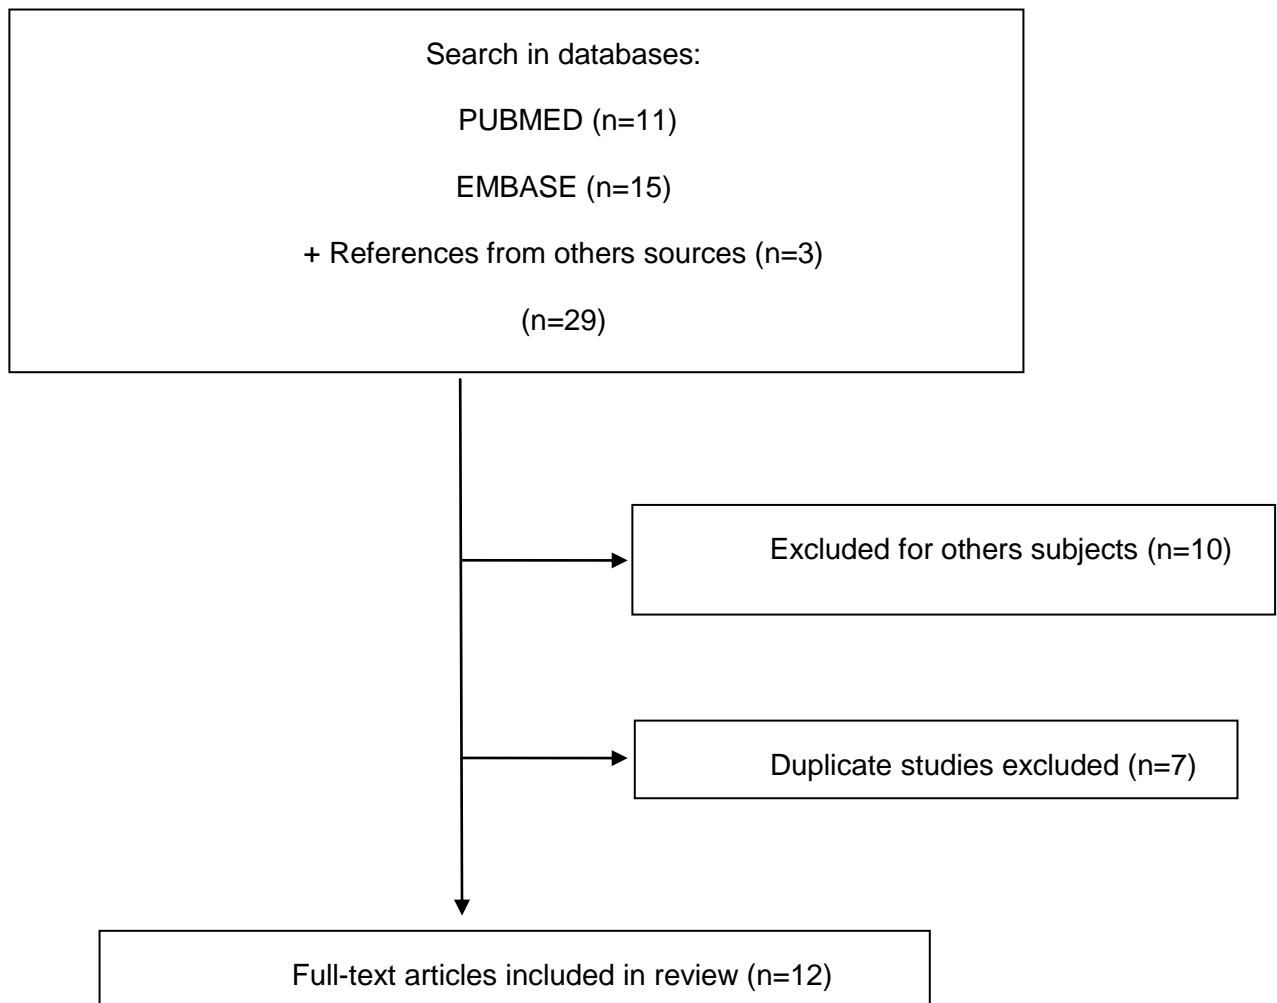 Search in databases:
PUBMED (n=11)
EMBASE (n=15)
+ References from others sources (n=3)
(n=29)
Excluded for others subjects (n=10)
Duplicate studies excluded (n=7)
Full-text articles included in review (n=12)